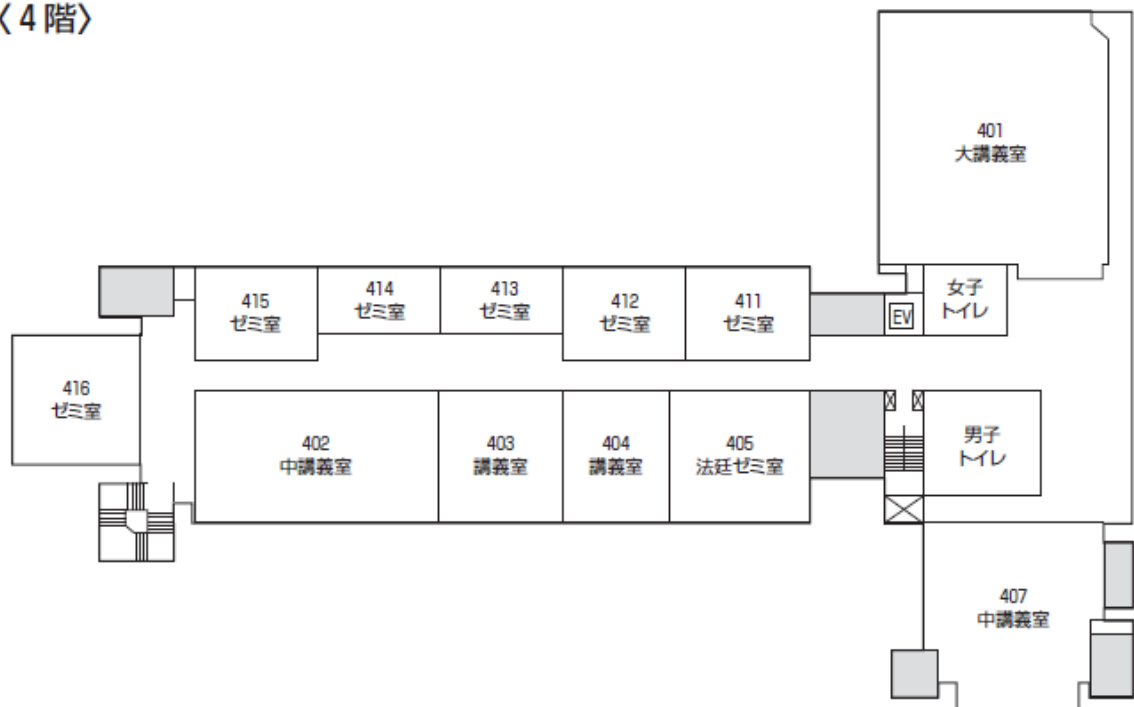 〈4階〉
401
大講義室
415
ゼミ室
414
ゼミ室
413
ゼミ室
412
ゼミ室
411
ゼミ室
EV
女子
トイレ
416
ゼミ室
402
中講義室
403
講義室
404
講義室
405
法廷ゼミ室
男子
トイレ
407
中講義室